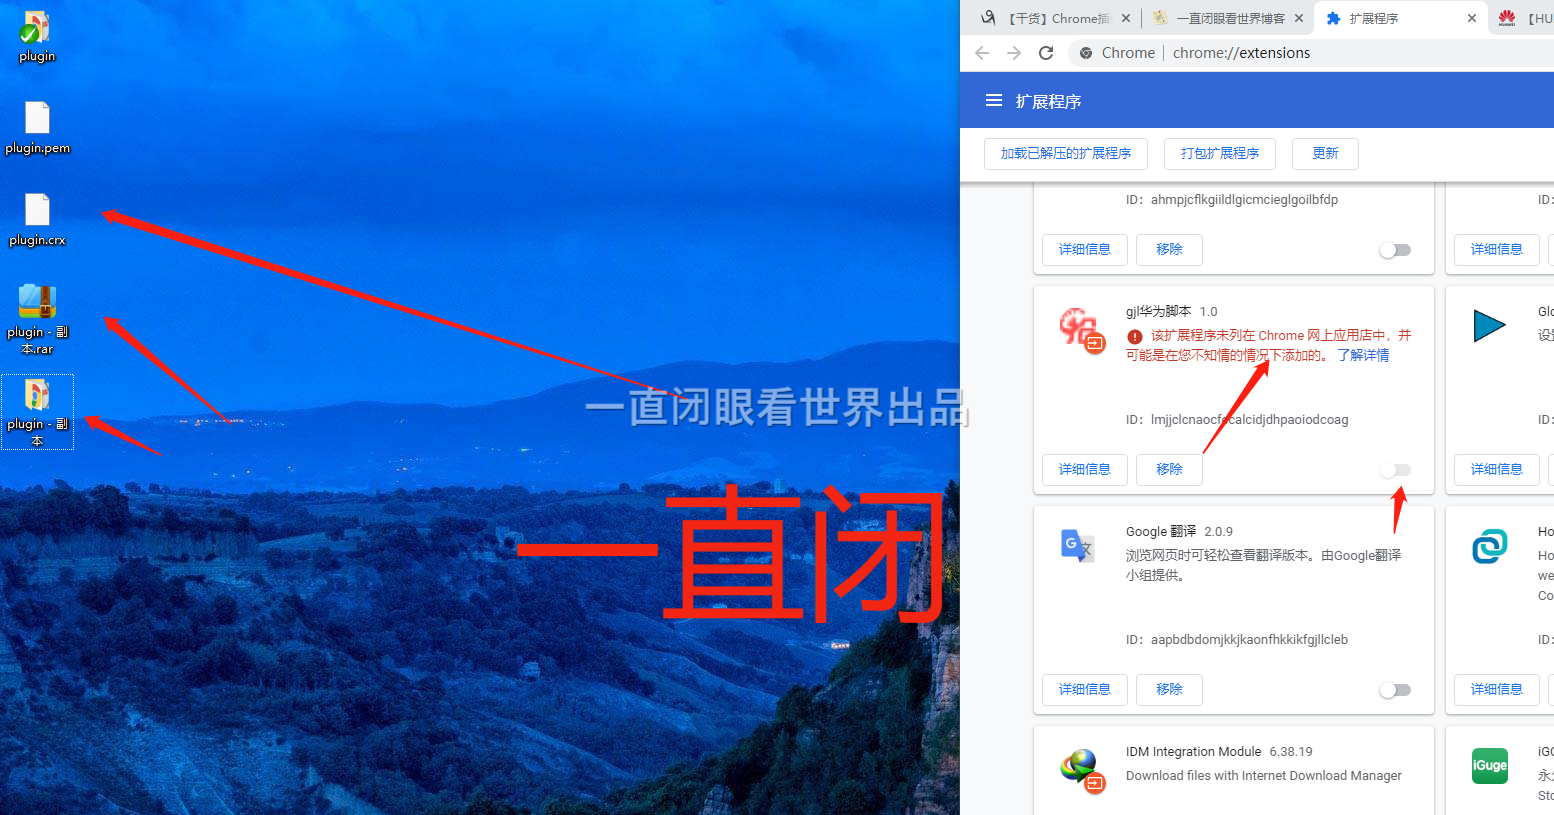 plugin
plugin.pem
plugin.crx
plugin - 副
本.rar
plugin - 副
本
一直闭眼看世界出品
一直闭
【干货】Chrome插
一直闭眼看世界博客
扩展程序
【HU
Chrome
chrome://extensions
扩展程序
加载已解压的扩展程序
打包扩展程序
更新
ID： ahmpjcflkgiildlgicmcieglgoilbfdp
ID：
详细信息
移除
详细信息
gjl华为脚本 1.0
该扩展程序未列在 Chrome 网上应用店中，并
可能是在您不知情的情况下添加的。 了解详情
ID： lmjjclcnaocfocalcidjdhpaoiodcoag
详细信息
移除
Glo
设置
ID：
详细信息
Google 翻译 2.0.9
浏览网页时可轻松查看翻译版本。由Google翻译
小组提供。
ID： aapbdbdomjkkjkaonfhkkikfgjllcleb
详细信息
移除
Ho
Ho
we
Co
ID：
详细信息
IDM Integration Module 6.38.19
Download files with Internet Download Manager
iGuge
iGG
永久
Sto